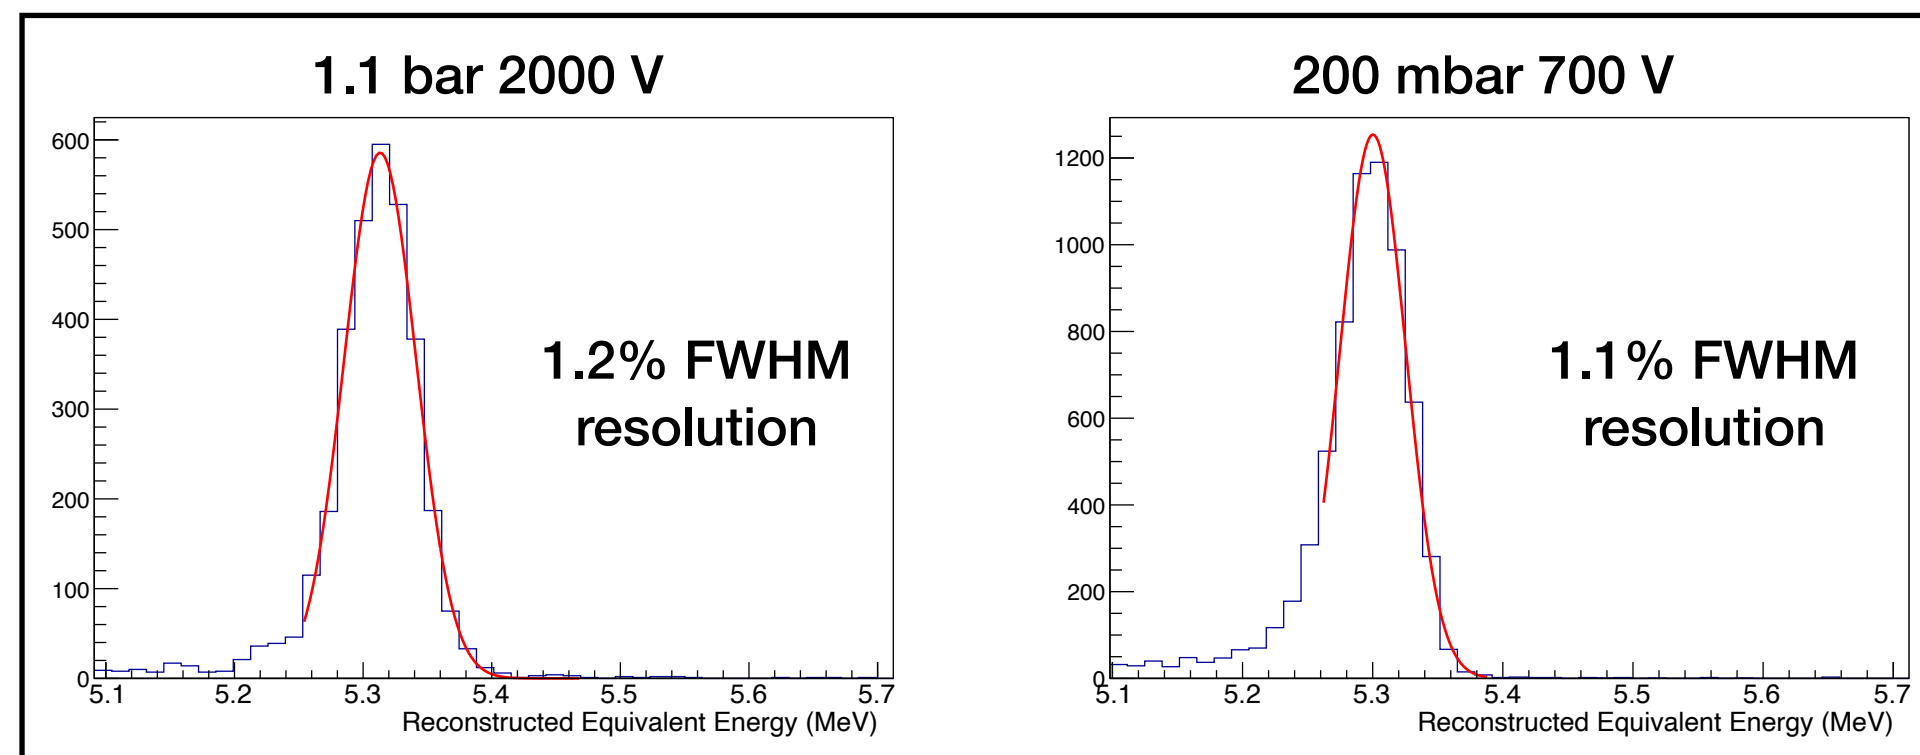 1.1 bar 2000 V
600
500
400
300
200
100
0
5.1 5.2 5.3 5.4 5.5 5.6 5.7
Reconstructed Equivalent Energy (MeV)
1.2% FWHM
resolution
200 mbar 700 V
1200
1000
800
600
400
200
0
5.1 5.2 5.3 5.4 5.5 5.6 5.7
Reconstructed Equivalent Energy (MeV)
1.1% FWHM
resolution